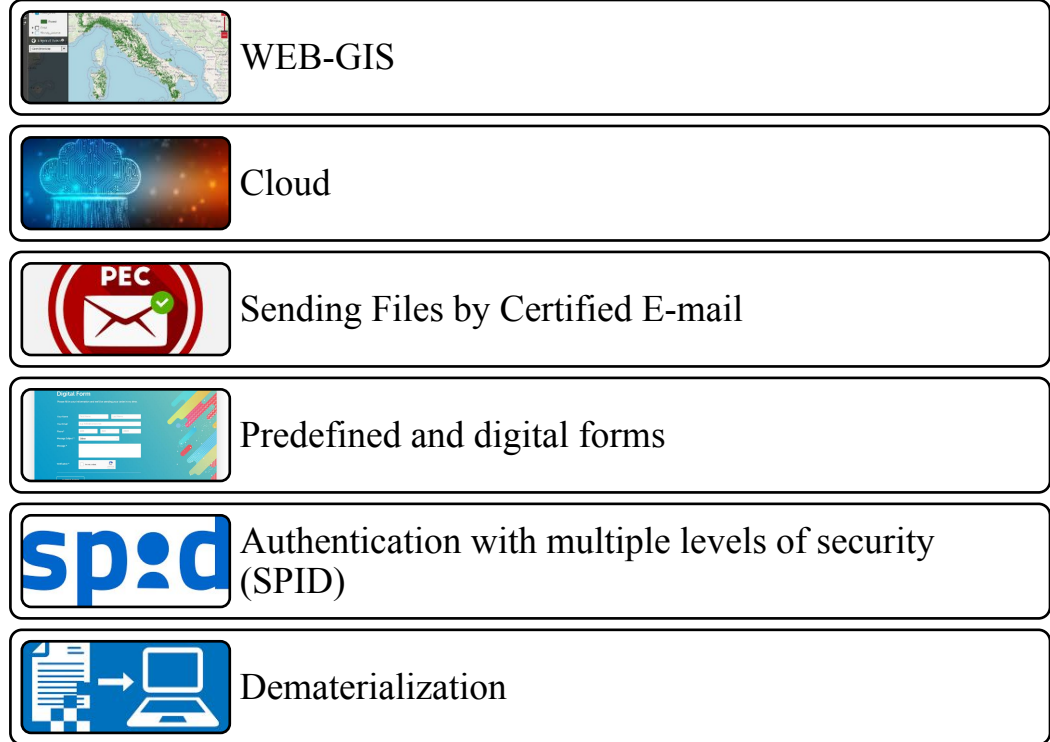 WEB-GIS
Cloud
PEC
Sending Files by Certified E-mail
Digital Form
Predefined and digital forms
spid
Authentication with multiple levels of security
(SPID)
Dematerialization